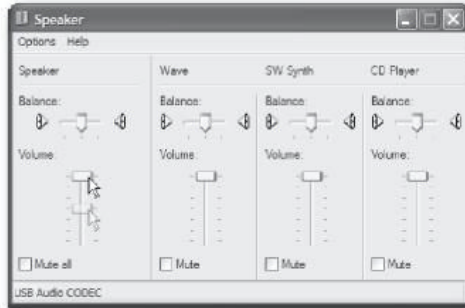 Speaker
Options Help
Speaker Wave SW Synth CD Player
Balance: Balance: Balance: Balance:
Volume: Volume: Volume: Volume:
Mute all Mute Mute Mute
USB Audio CODEC